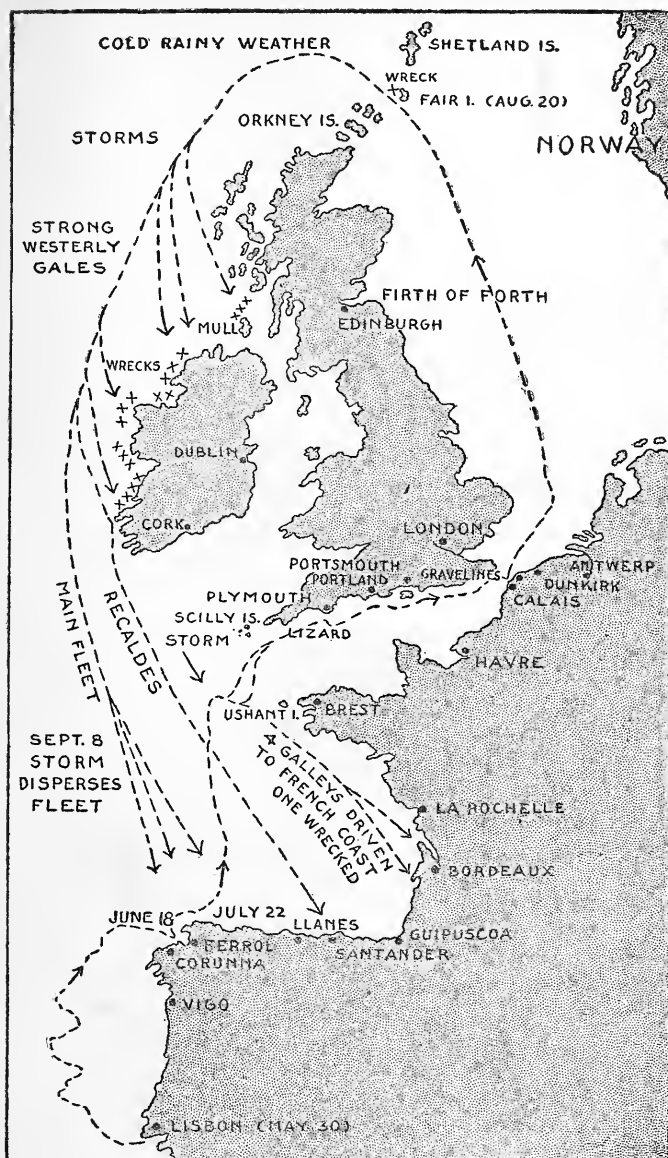 COLD RAINY WEATHER
SHETLAND IS.
WRECK
FAIR I. (AUG. 20)
ORKNEY IS.
NORWAY
STORMS
STRONG
WESTERLY
GALES
FIRTH OF FORTH
EDINBURGH
MULL
WRECKS
DUBLIN
CORK
LONDON
PORTSMOUTH
PORTLAND
GRAVELINES
ANTWERP
DUNKIRK
CALAIS
PLYMOUTH
SCILLY IS.
LIZARD
STORM
HAVRE
MAIN FLEET
RECALDES
USHANT I.
BREST
SEPT. 8
STORM
DISPERSES
FLEET
4 GALLEYS DRIVEN
TO FRENCH COAST
ONE WRECKED
LA ROCHELLE
BORDEAUX
JUNE 18
JULY 22
LLANES
GUIPUSCOA
FERROL
SANTANDER
CORUNNA
VIGO
LISBON (MAY 30)